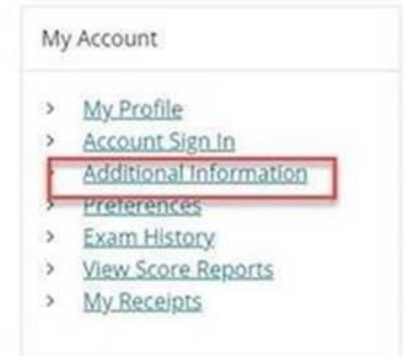 My Account
> My Profile
> Account Sign In
> Additional Information
> Preferences
> Exam History
> View Score Reports
> My Receipts